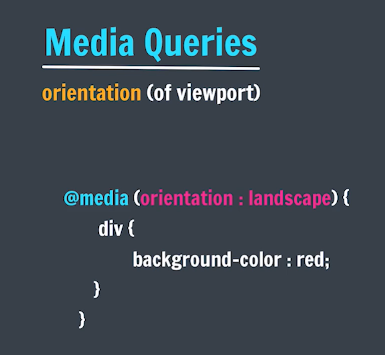 Media Queries
orientation (of viewport)
@media (orientation : landscape) {
div {
background-color : red;
}
}